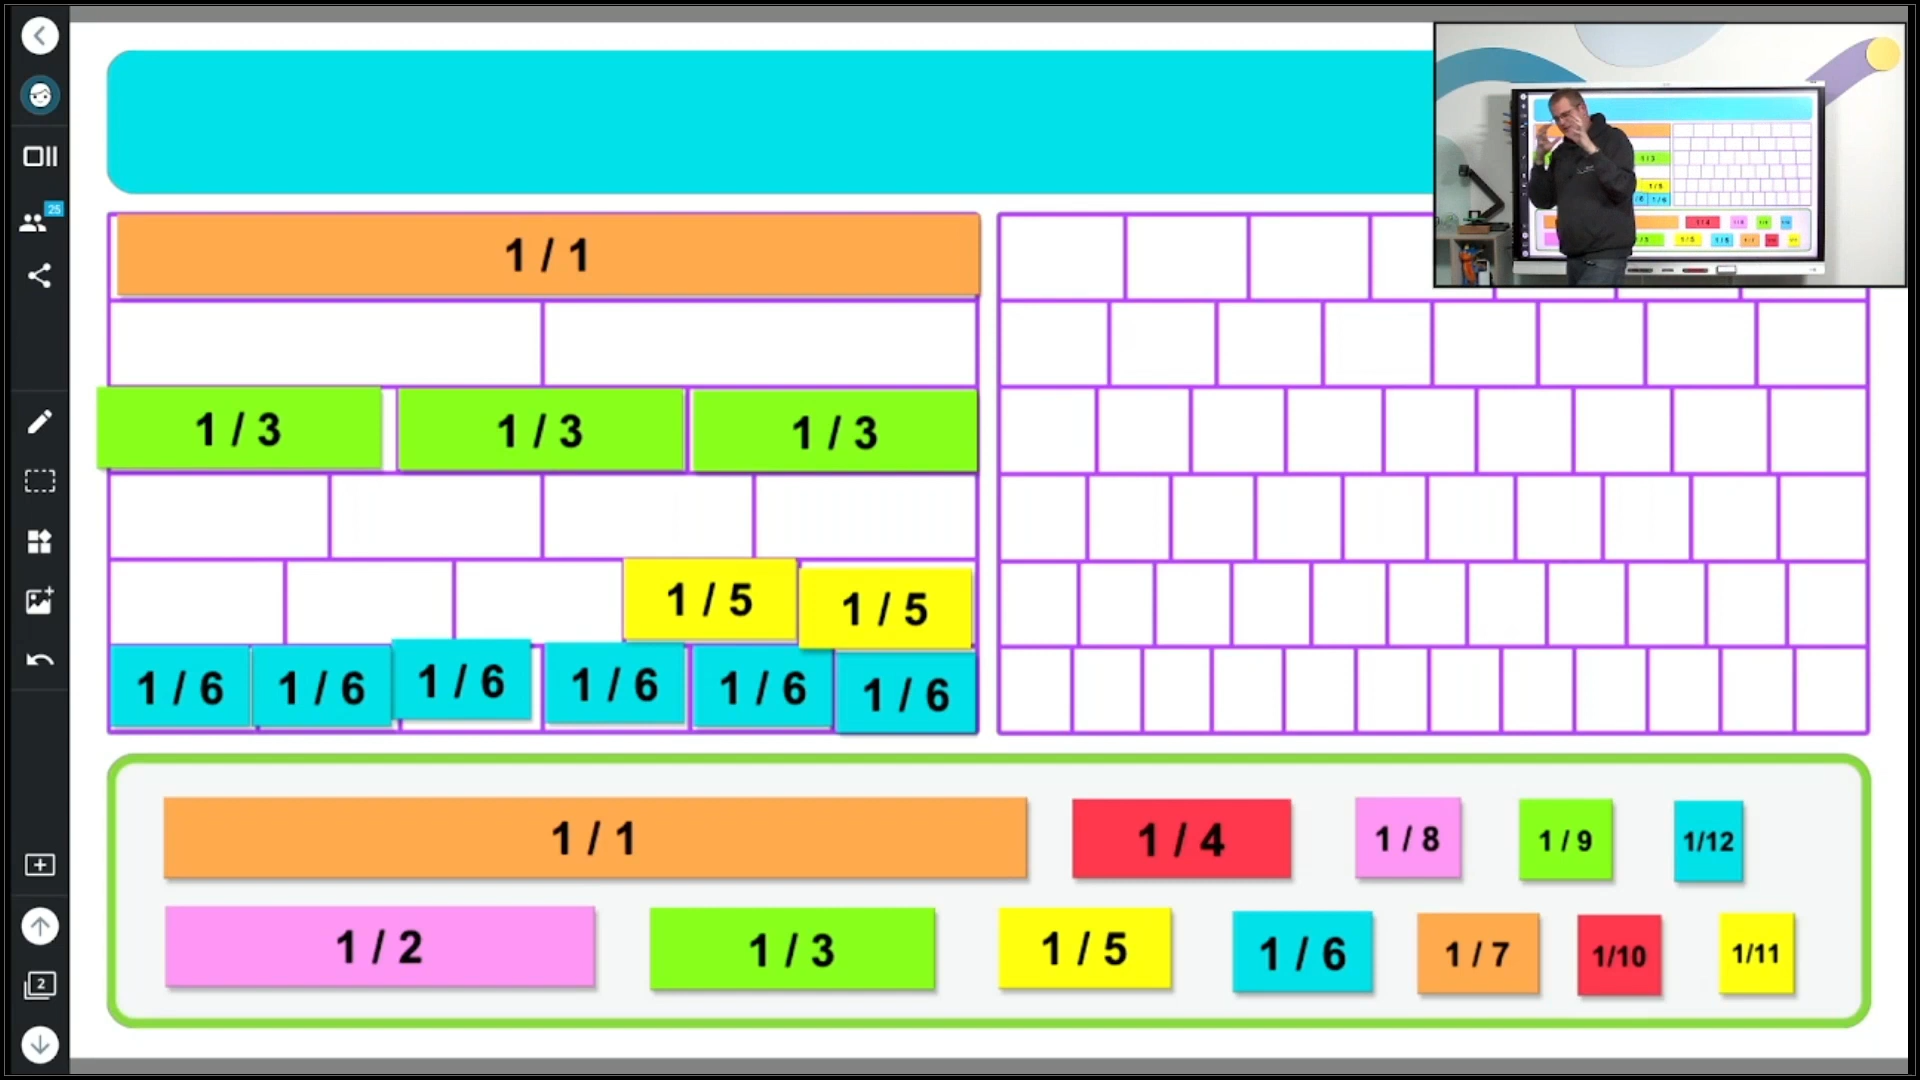 25
1 / 1
1 / 3 1 / 3 1 / 3
1 / 5 1 / 5
1 / 6 1 / 6 1 / 6 1 / 6 1 / 6 1 / 6
1 / 1 1 / 4 1 / 8 1 / 9 1/12
1 / 2 1 / 3 1 / 5 1 / 6 1 / 7 1/10 1/11
2